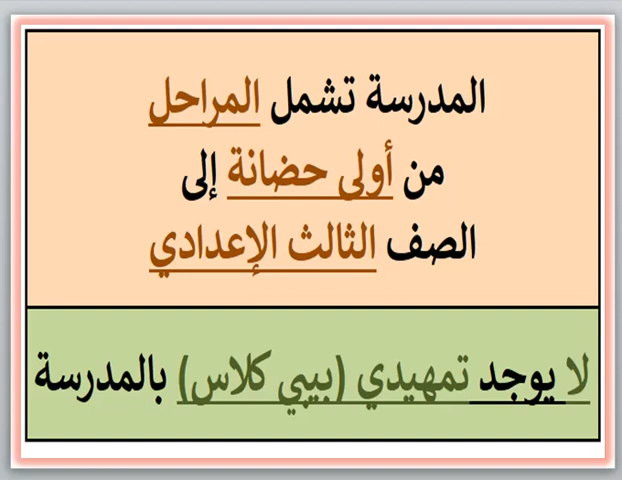 المدرسة تشمل المراحل
من أولى حضانة إلى
الصف الثالث الإعدادي
لا يوجد تمهيدي (بيبي كلاس) بالمدرسة